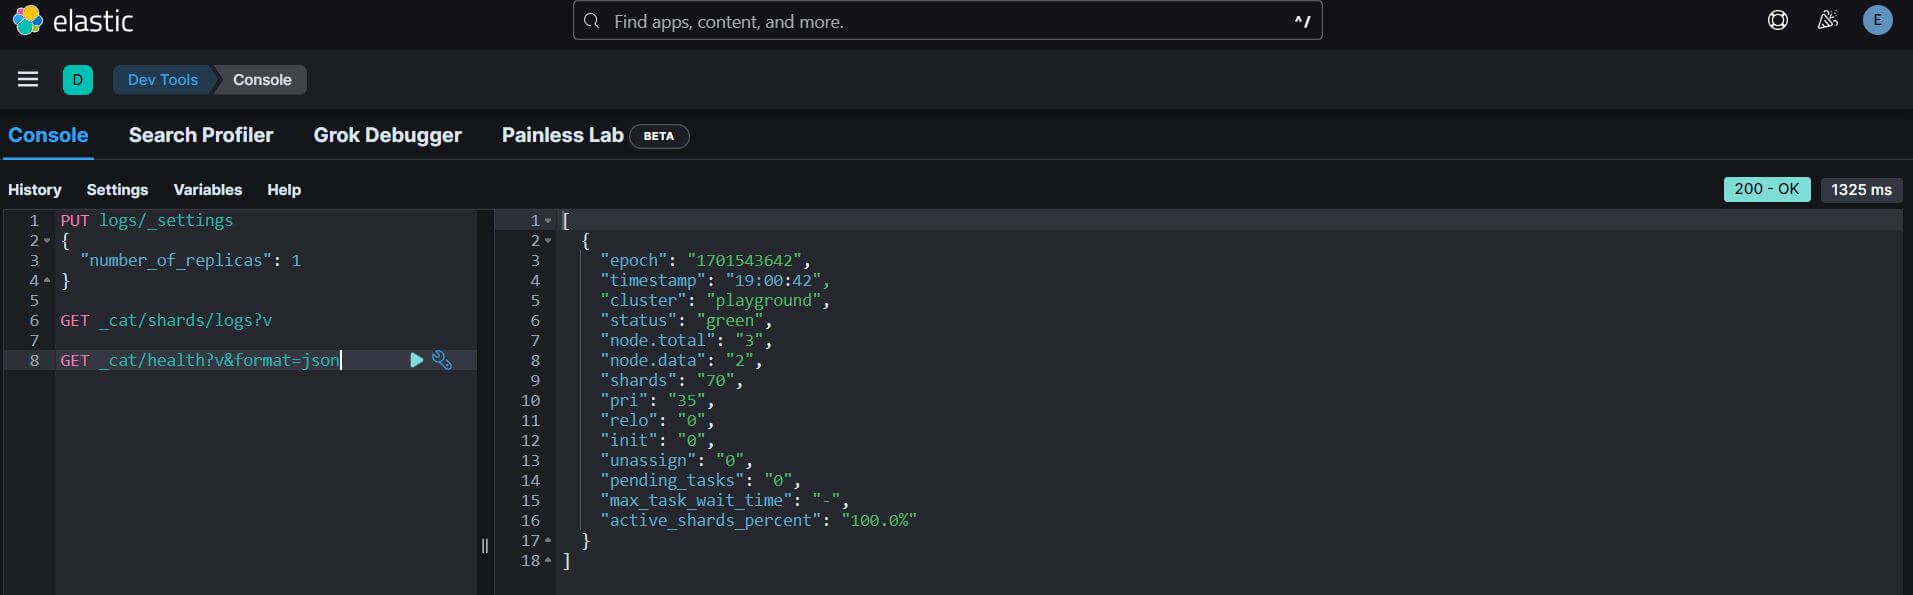 elastic
Find apps, content, and more.
^/
E
D
Dev Tools
Console
Console
Search Profiler
Grok Debugger
Painless Lab
BETA
History
Settings
Variables
Help
200 - OK
1325 ms
1 PUT logs/_settings
2 {
3 "number_of_replicas": 1
4 }
5
6 GET _cat/shards/logs?v
7
8 GET _cat/health?v&format=json
1 [
2 {
3 "epoch": "1701543642",
4 "timestamp": "19:00:42",
5 "cluster": "playground",
6 "status": "green",
7 "node.total": "3",
8 "node.data": "2",
9 "shards": "70",
10 "pri": "35",
11 "relo": "0",
12 "init": "0",
13 "unassign": "0",
14 "pending_tasks": "0",
15 "max_task_wait_time": "-",
16 "active_shards_percent": "100.0%"
17 }
18 ]